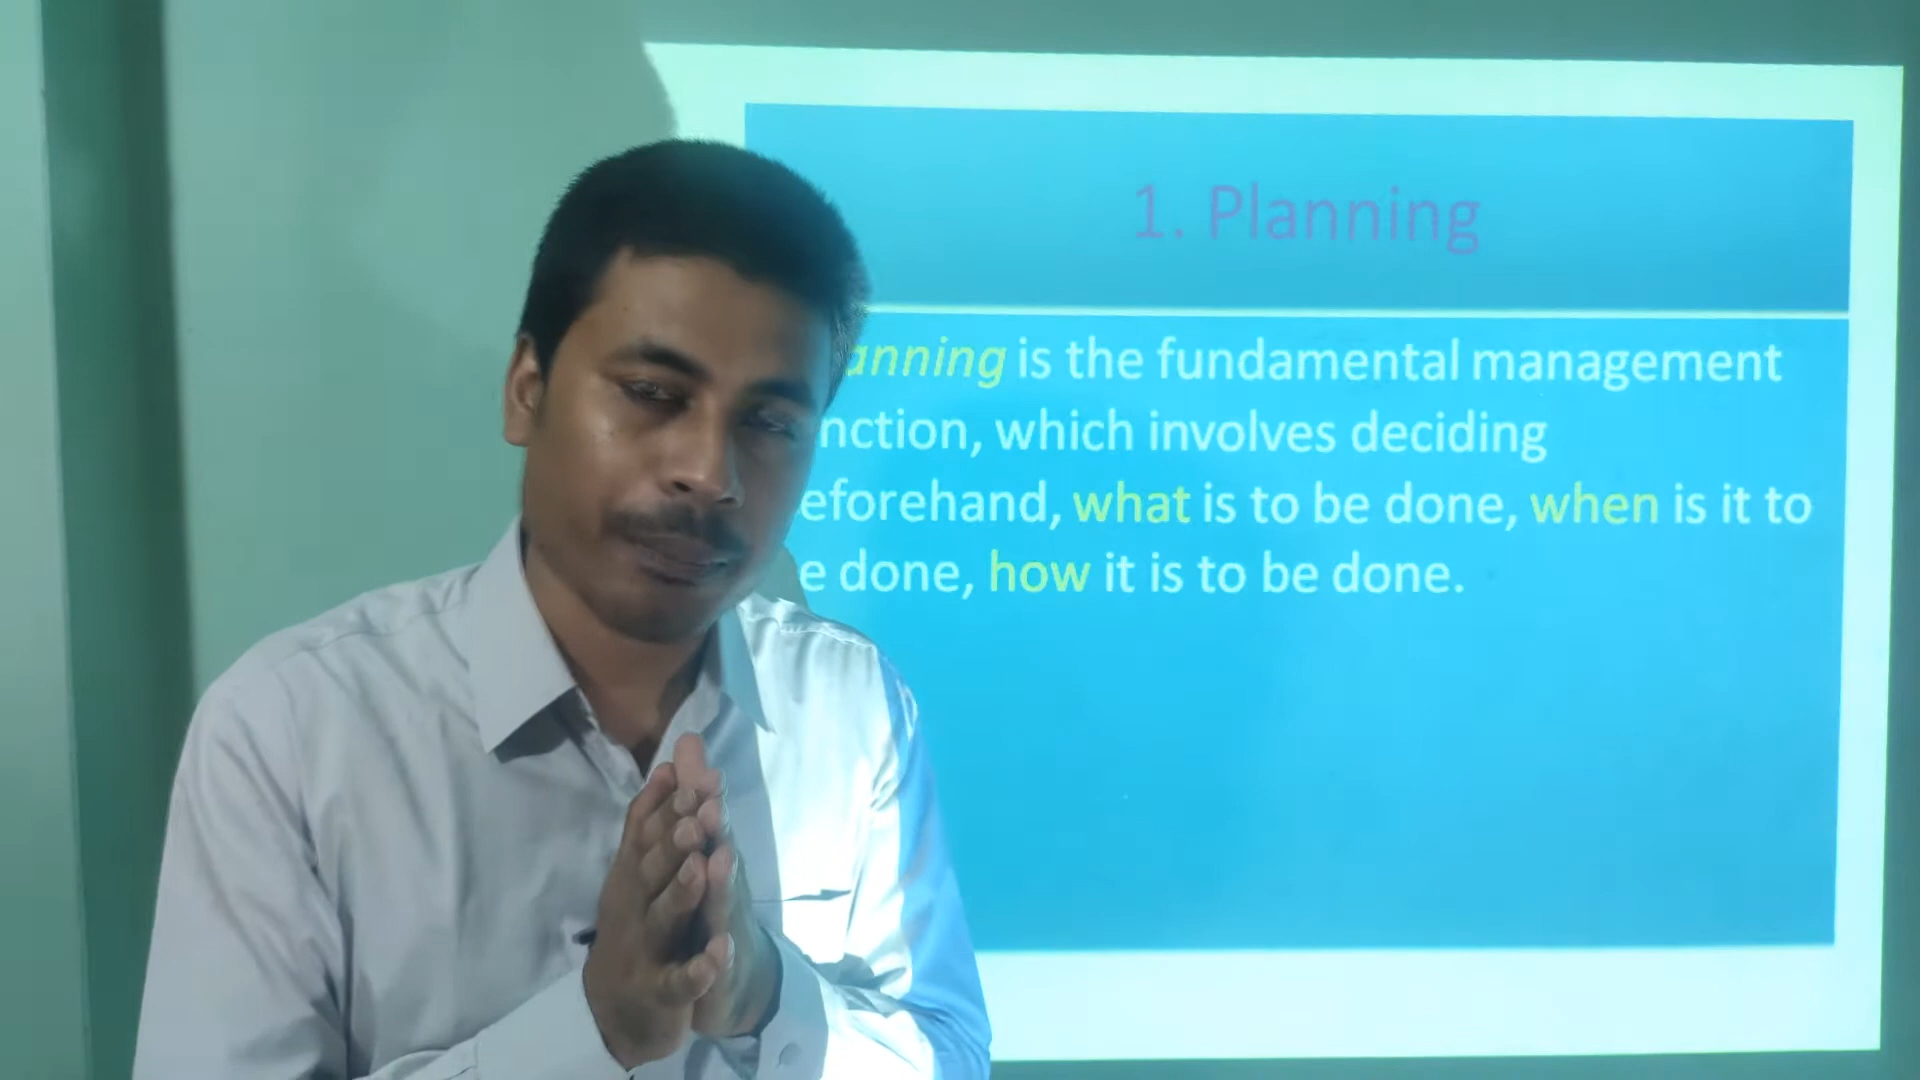 1. Planning
anning is the fundamental management
nction, which involves deciding
eforehand, what is to be done, when is it to
e done, how it is to be done.